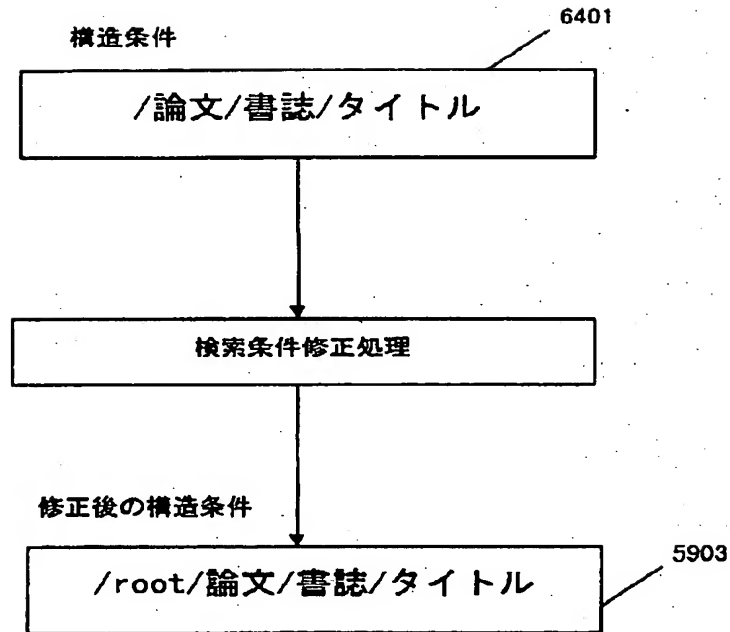 6401
構造条件
/論文/書誌/タイトル
検索条件修正処理
修正後の構造条件
/root/論文/書誌/タイトル
5903